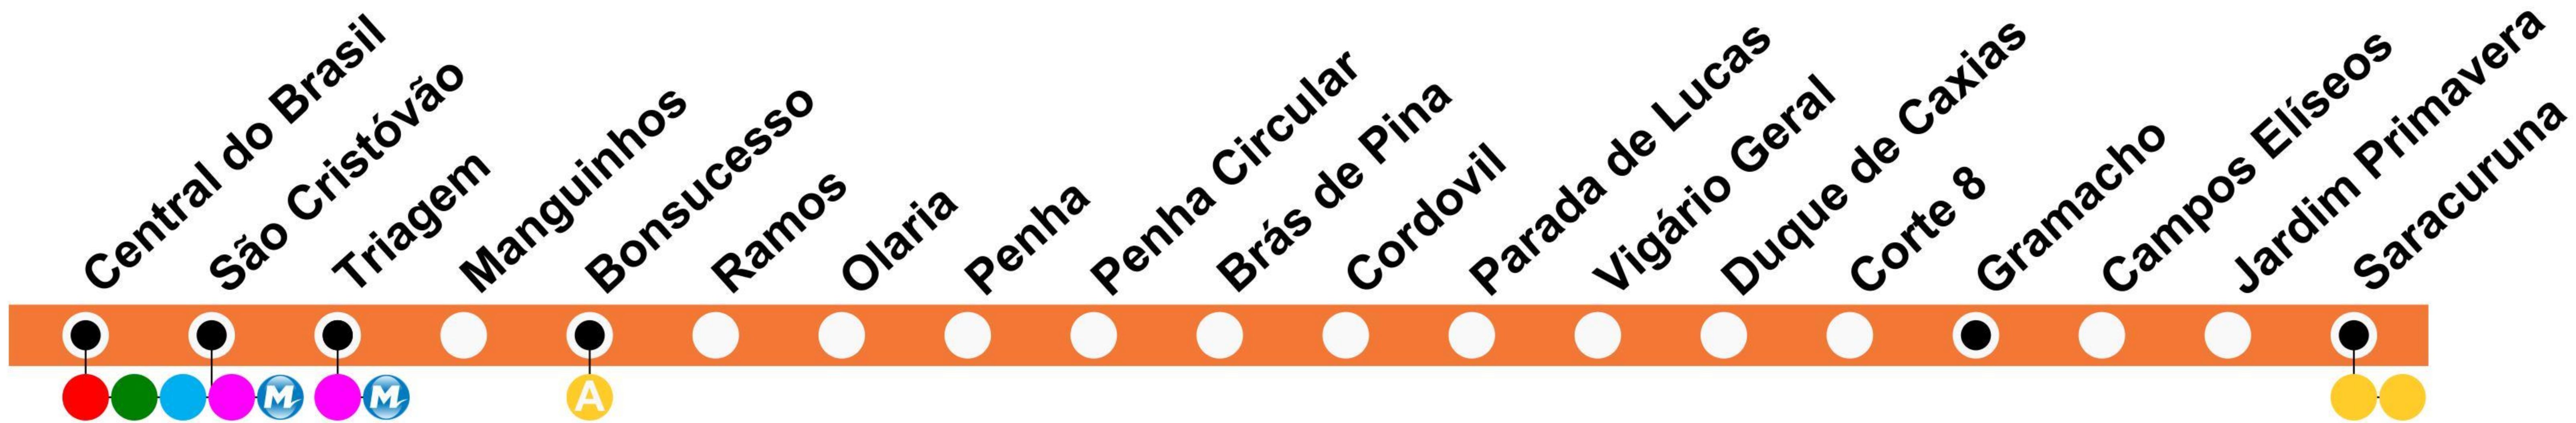 Central do Brasil
São Cristóvão
Triagem
Manguinhos
Bonsucesso
Ramos
Olaria
Penha
Penha Circular
Brás de Pina
Cordovil
Parada de Lucas
Vigário Geral
Duque de Caxias
Corte 8
Gramacho
Campos Elíseos
Jardim Primavera
Saracuruna
M
M
A